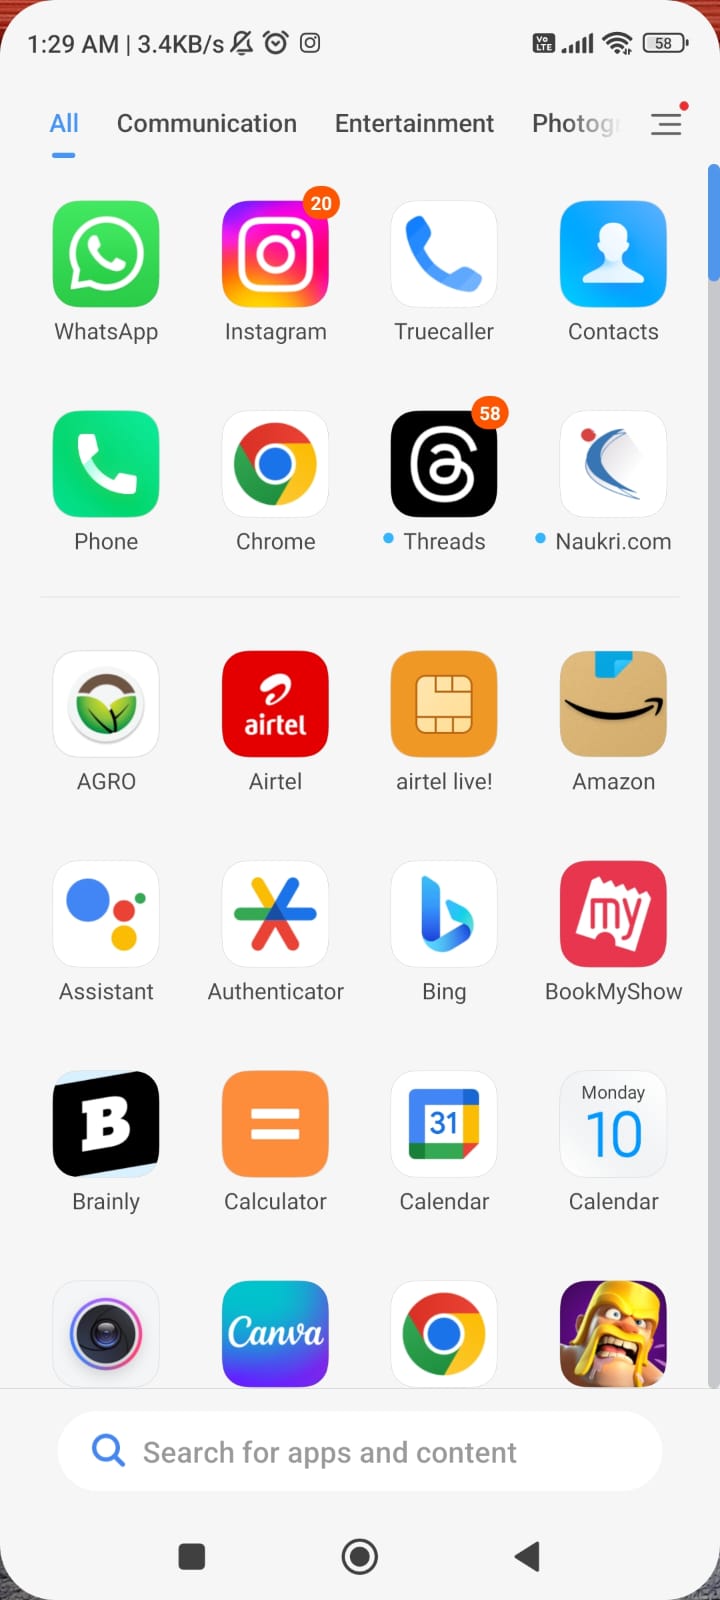 1:29 AM | 3.4KB/s Vo LTE 58
All Communication Entertainment Photog
20
WhatsApp Instagram Truecaller Contacts
58
Phone Chrome Threads Naukri.com
airtel
AGRO Airtel airtel live! Amazon
my
Assistant Authenticator Bing BookMyShow
B 31 Monday 10
Brainly Calculator Calendar Calendar
Canva
Search for apps and content